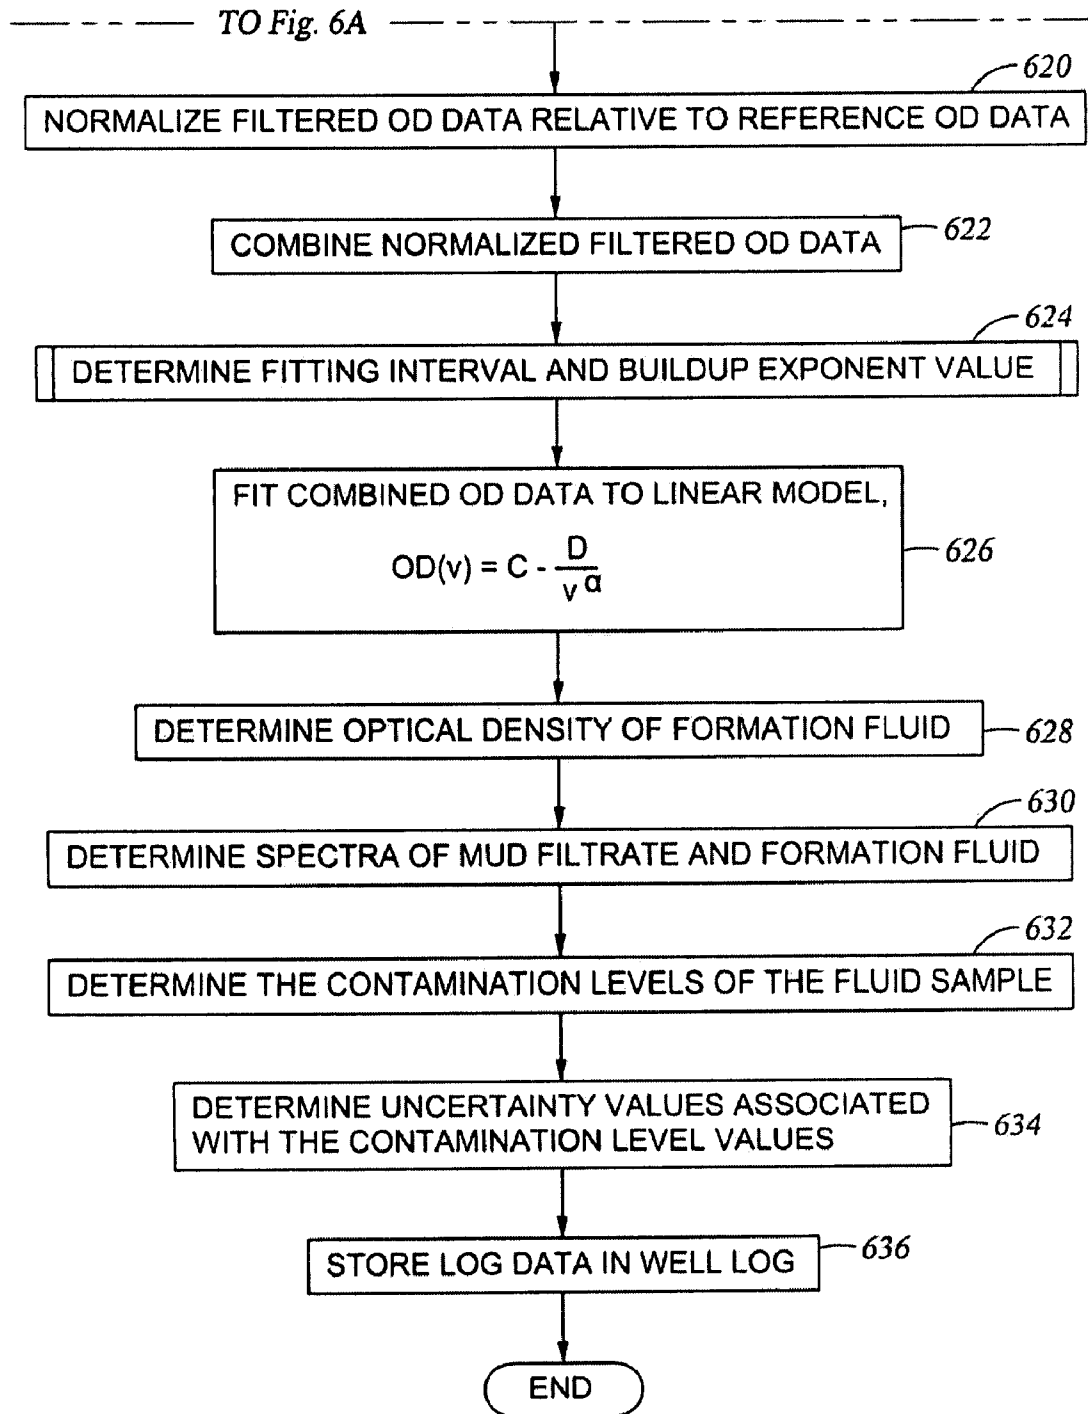 TO Fig. 6A
620
NORMALIZE FILTERED OD DATA RELATIVE TO REFERENCE OD DATA
622
COMBINE NORMALIZED FILTERED OD DATA
624
DETERMINE FITTING INTERVAL AND BUILDUP EXPONENT VALUE
FIT COMBINED OD DATA TO LINEAR MODEL,
OD(v) = C - D / v^α
626
DETERMINE OPTICAL DENSITY OF FORMATION FLUID
628
630
DETERMINE SPECTRA OF MUD FILTRATE AND FORMATION FLUID
632
DETERMINE THE CONTAMINATION LEVELS OF THE FLUID SAMPLE
DETERMINE UNCERTAINTY VALUES ASSOCIATED
WITH THE CONTAMINATION LEVEL VALUES
634
STORE LOG DATA IN WELL LOG
636
END